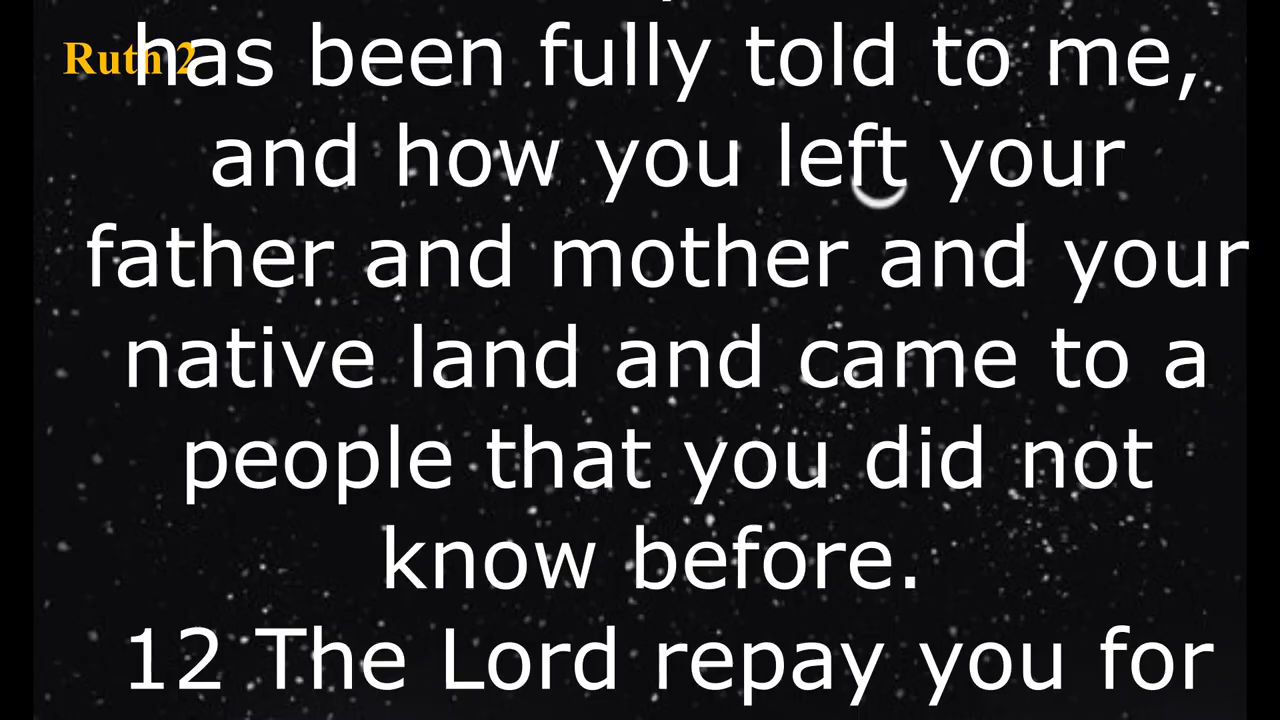 Ruth 2
has been fully told to me,
and how you left your
father and mother and your
native land and came to a
people that you did not
know before.
12 The Lord repay you for